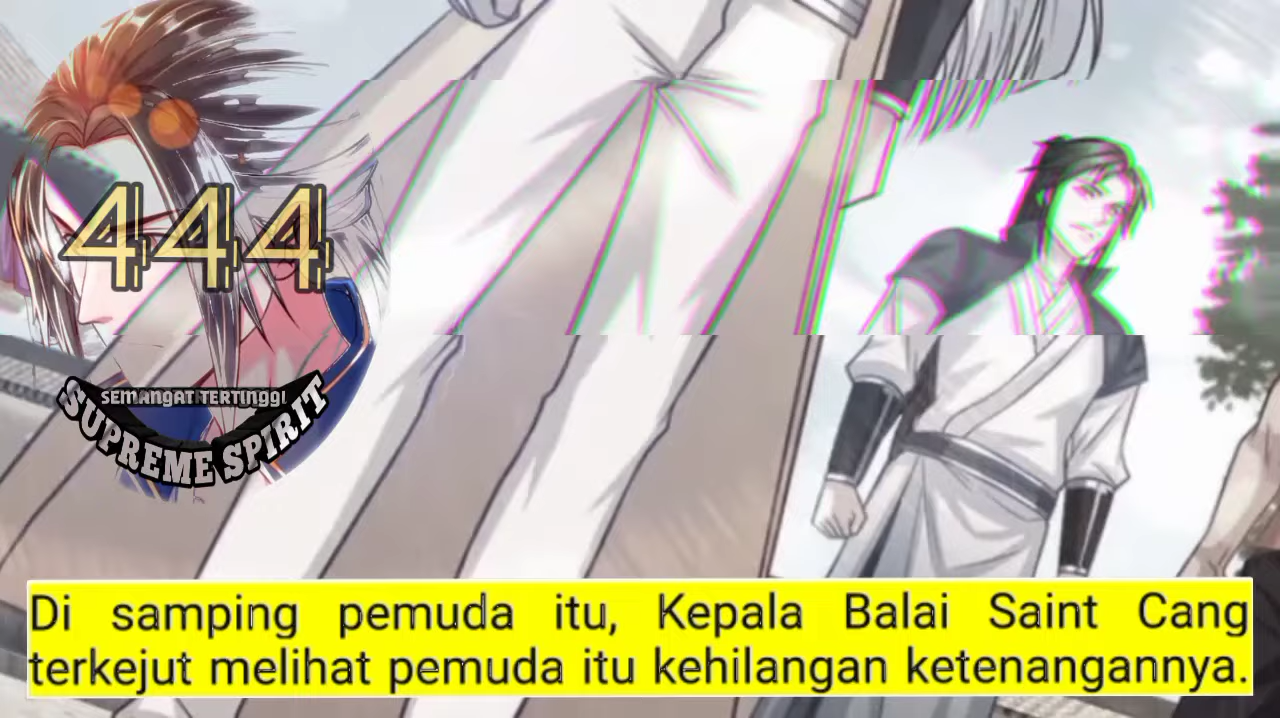 444
SEMANGAT TERTINGGI
SUPREME SPIRIT
Di samping pemuda itu, Kepala Balai Saint Cang
terkejut melihat pemuda itu kehilangan ketenangannya.